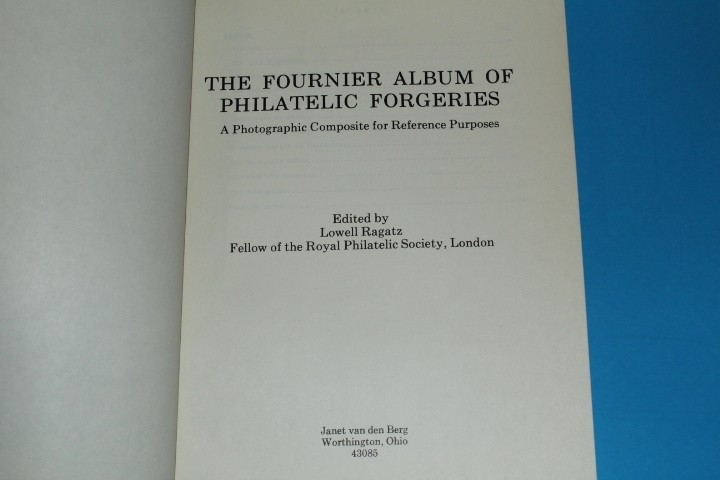 THE FOURNIER ALBUM OF
PHILATELIC FORGERIES
A Photographic Composite for Reference Purposes
Edited by
Lowell Ragatz
Fellow of the Royal Philatelic Society, London
Janet van den Berg
Worthington, Ohio
43085